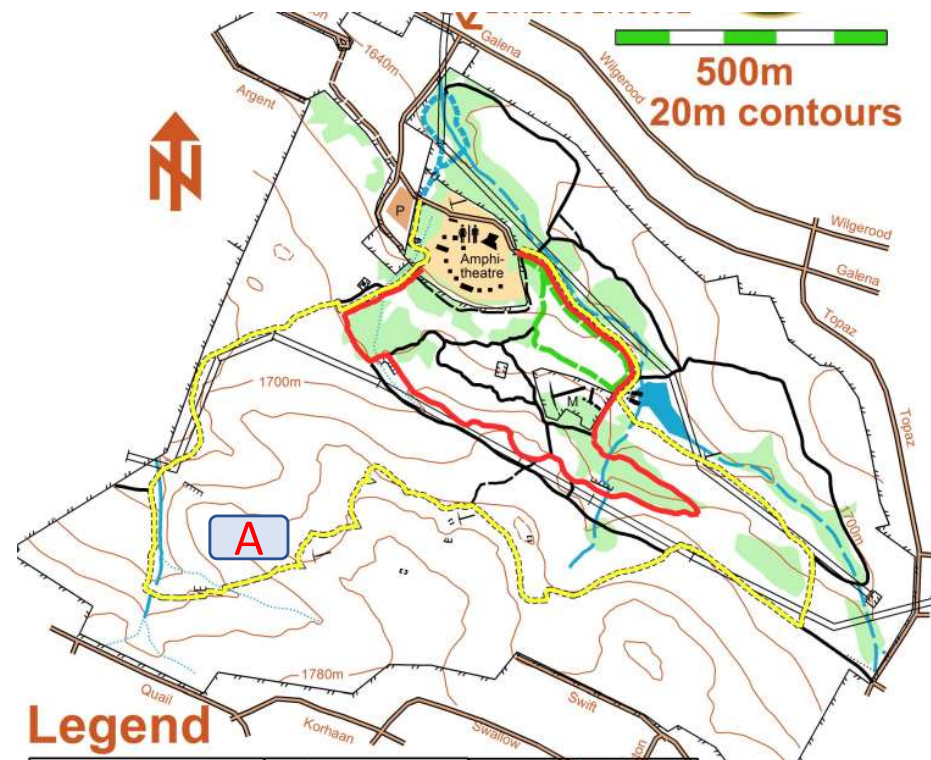 Galena
Wilgerood
1640m
Argent
500m
20m contours
N
P
Amphi-
theatre
Wilgerood
Galena
Topaz
Topaz
1700m
M
1700m
A
1780m
Quail
Korhaan
Swallow
Swift
Legend